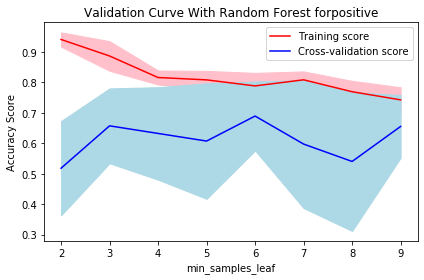 Validation Curve With Random Forest forpositive
Training score
Cross-validation score
Accuracy Score
0.9
0.8
0.7
0.6
0.5
0.4
0.3
2 3 4 5 6 7 8 9
min_samples_leaf